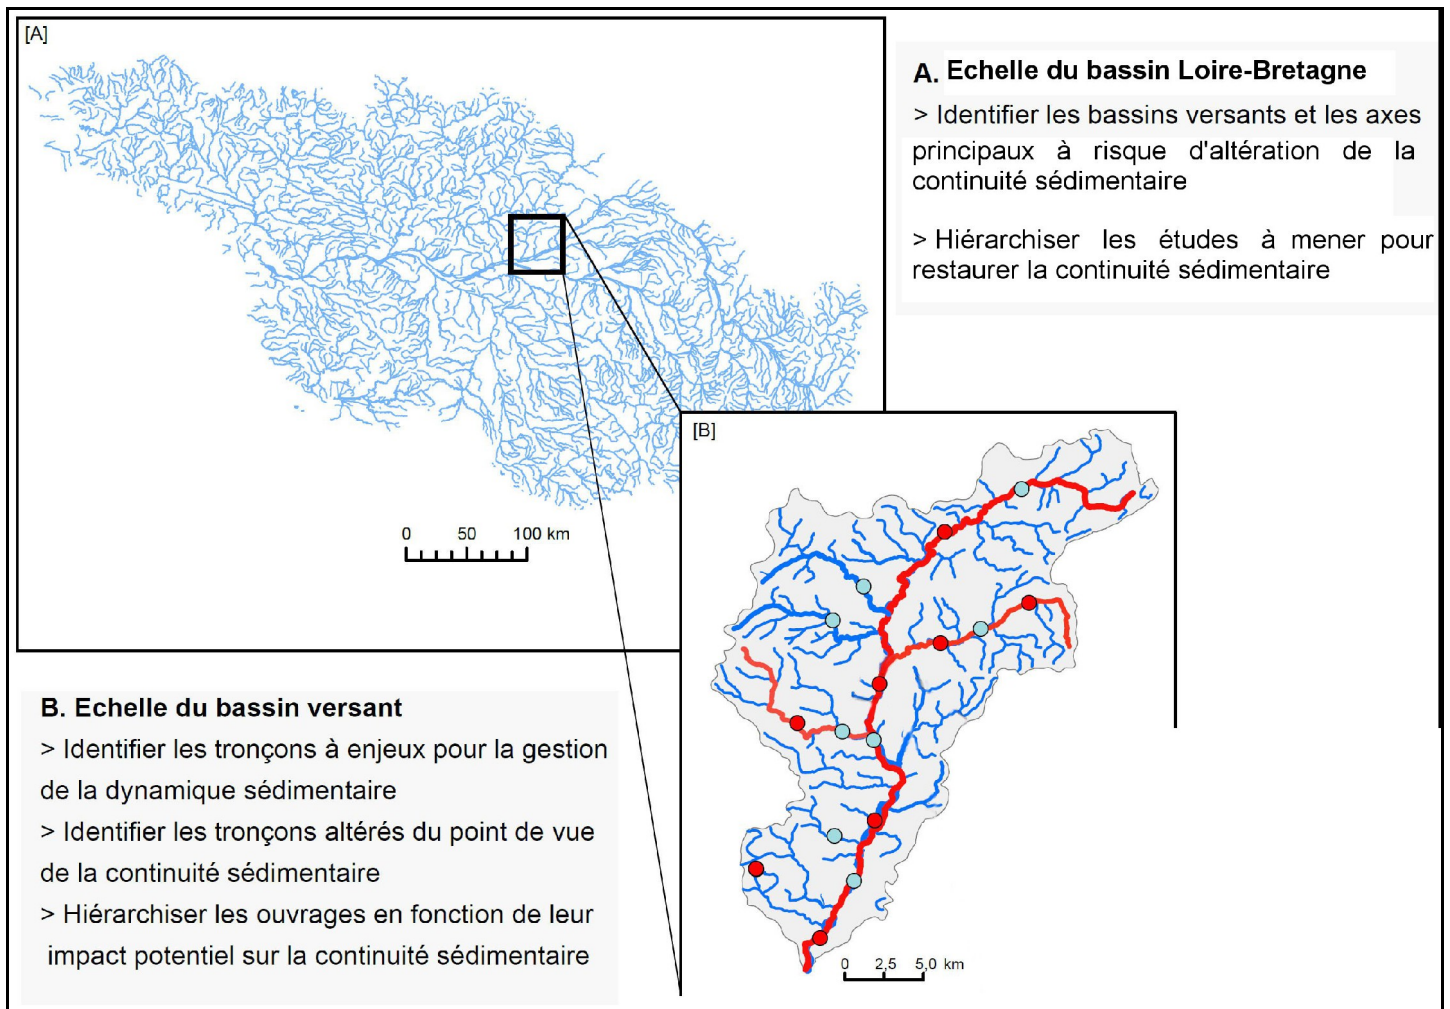 [A]
A. Echelle du bassin Loire-Bretagne
> Identifier les bassins versants et les axes
principaux à risque d'altération de la
continuité sédimentaire
> Hiérarchiser les études à mener pour
restaurer la continuité sédimentaire
0 50 100 km
[B]
B. Echelle du bassin versant
> Identifier les tronçons à enjeux pour la gestion
de la dynamique sédimentaire
> Identifier les tronçons altérés du point de vue
de la continuité sédimentaire
> Hiérarchiser les ouvrages en fonction de leur
impact potentiel sur la continuité sédimentaire
0 2,5 5,0 km